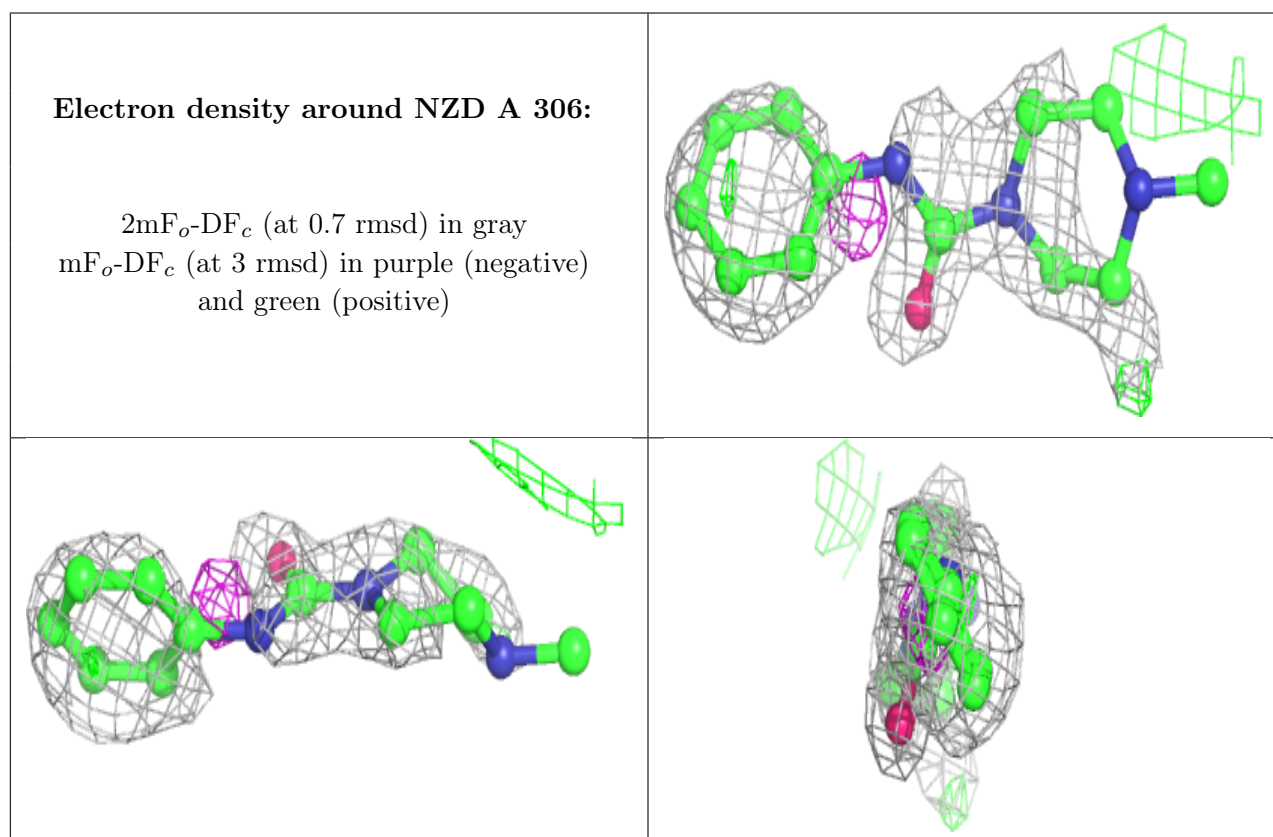 Electron density around NZD A 306:
2mFₒ-DF𝒸 (at 0.7 rmsd) in gray
mFₒ-DF𝒸 (at 3 rmsd) in purple (negative)
and green (positive)